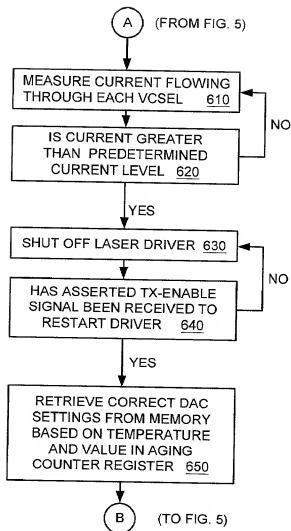 A (FROM FIG. 5)
MEASURE CURRENT FLOWING
THROUGH EACH VCSEL 610
NO
IS CURRENT GREATER
THAN PREDETERMINED
CURRENT LEVEL 620
YES
SHUT OFF LASER DRIVER 630
NO
HAS ASSERTED TX-ENABLE
SIGNAL BEEN RECEIVED TO
RESTART DRIVER
640
YES
RETRIEVE CORRECT DAC
SETTINGS FROM MEMORY
BASED ON TEMPERATURE
AND VALUE IN AGING
COUNTER REGISTER 650
B (TO FIG. 5)